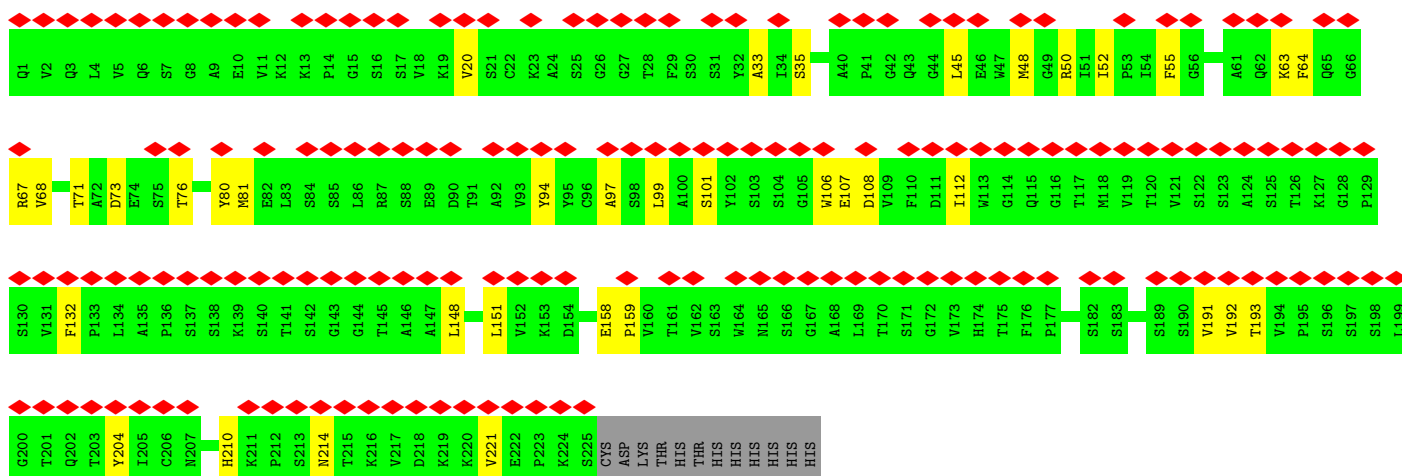 Q1 V2 Q3 L4 V5 Q6 S7 G8 A9 E10 V11 K12 K13 P14 G15 S16 S17 V18 K19 V20 S21 C22 K23 A24 S25 G26 G27 T28 F29 S30 S31 Y32 A33 I34 S35 A40 P41 G42 Q43 G44 L45 E46 W47 M48 G49 R50 I51 I52 P53 I54 F55 G56 A61 Q62 K63 F64 Q65 G66
R67 V68 T71 A72 D73 E74 S75 T76 Y80 M81 E82 L83 S84 S85 L86 R87 S88 E89 D90 T91 A92 V93 Y94 Y95 C96 A97 S98 L99 A100 S101 Y102 S103 S104 G105 W106 E107 D108 V109 F110 D111 I112 W113 G114 Q115 G116 T117 M118 V119 T120 V121 S122 S123 A124 S125 T126 K127 G128 P129
S130 V131 F132 P133 L134 A135 P136 S137 S138 K139 S140 T141 S142 G143 G144 T145 A146 A147 L148 L151 V152 K153 D154 E158 P159 V160 T161 V162 S163 W164 N165 S166 G167 A168 L169 T170 S171 G172 V173 H174 T175 F176 P177 S182 S183 S189 S190 V191 V192 T193 V194 P195 S196 S197 S198 L199
G200 T201 Q202 T203 Y204 I205 C206 N207 H210 K211 P212 S213 N214 T215 K216 V217 D218 K219 K220 V221 E222 P223 K224 S225 CYS ASP LYS THR HIS THR HIS HIS HIS HIS HIS HIS